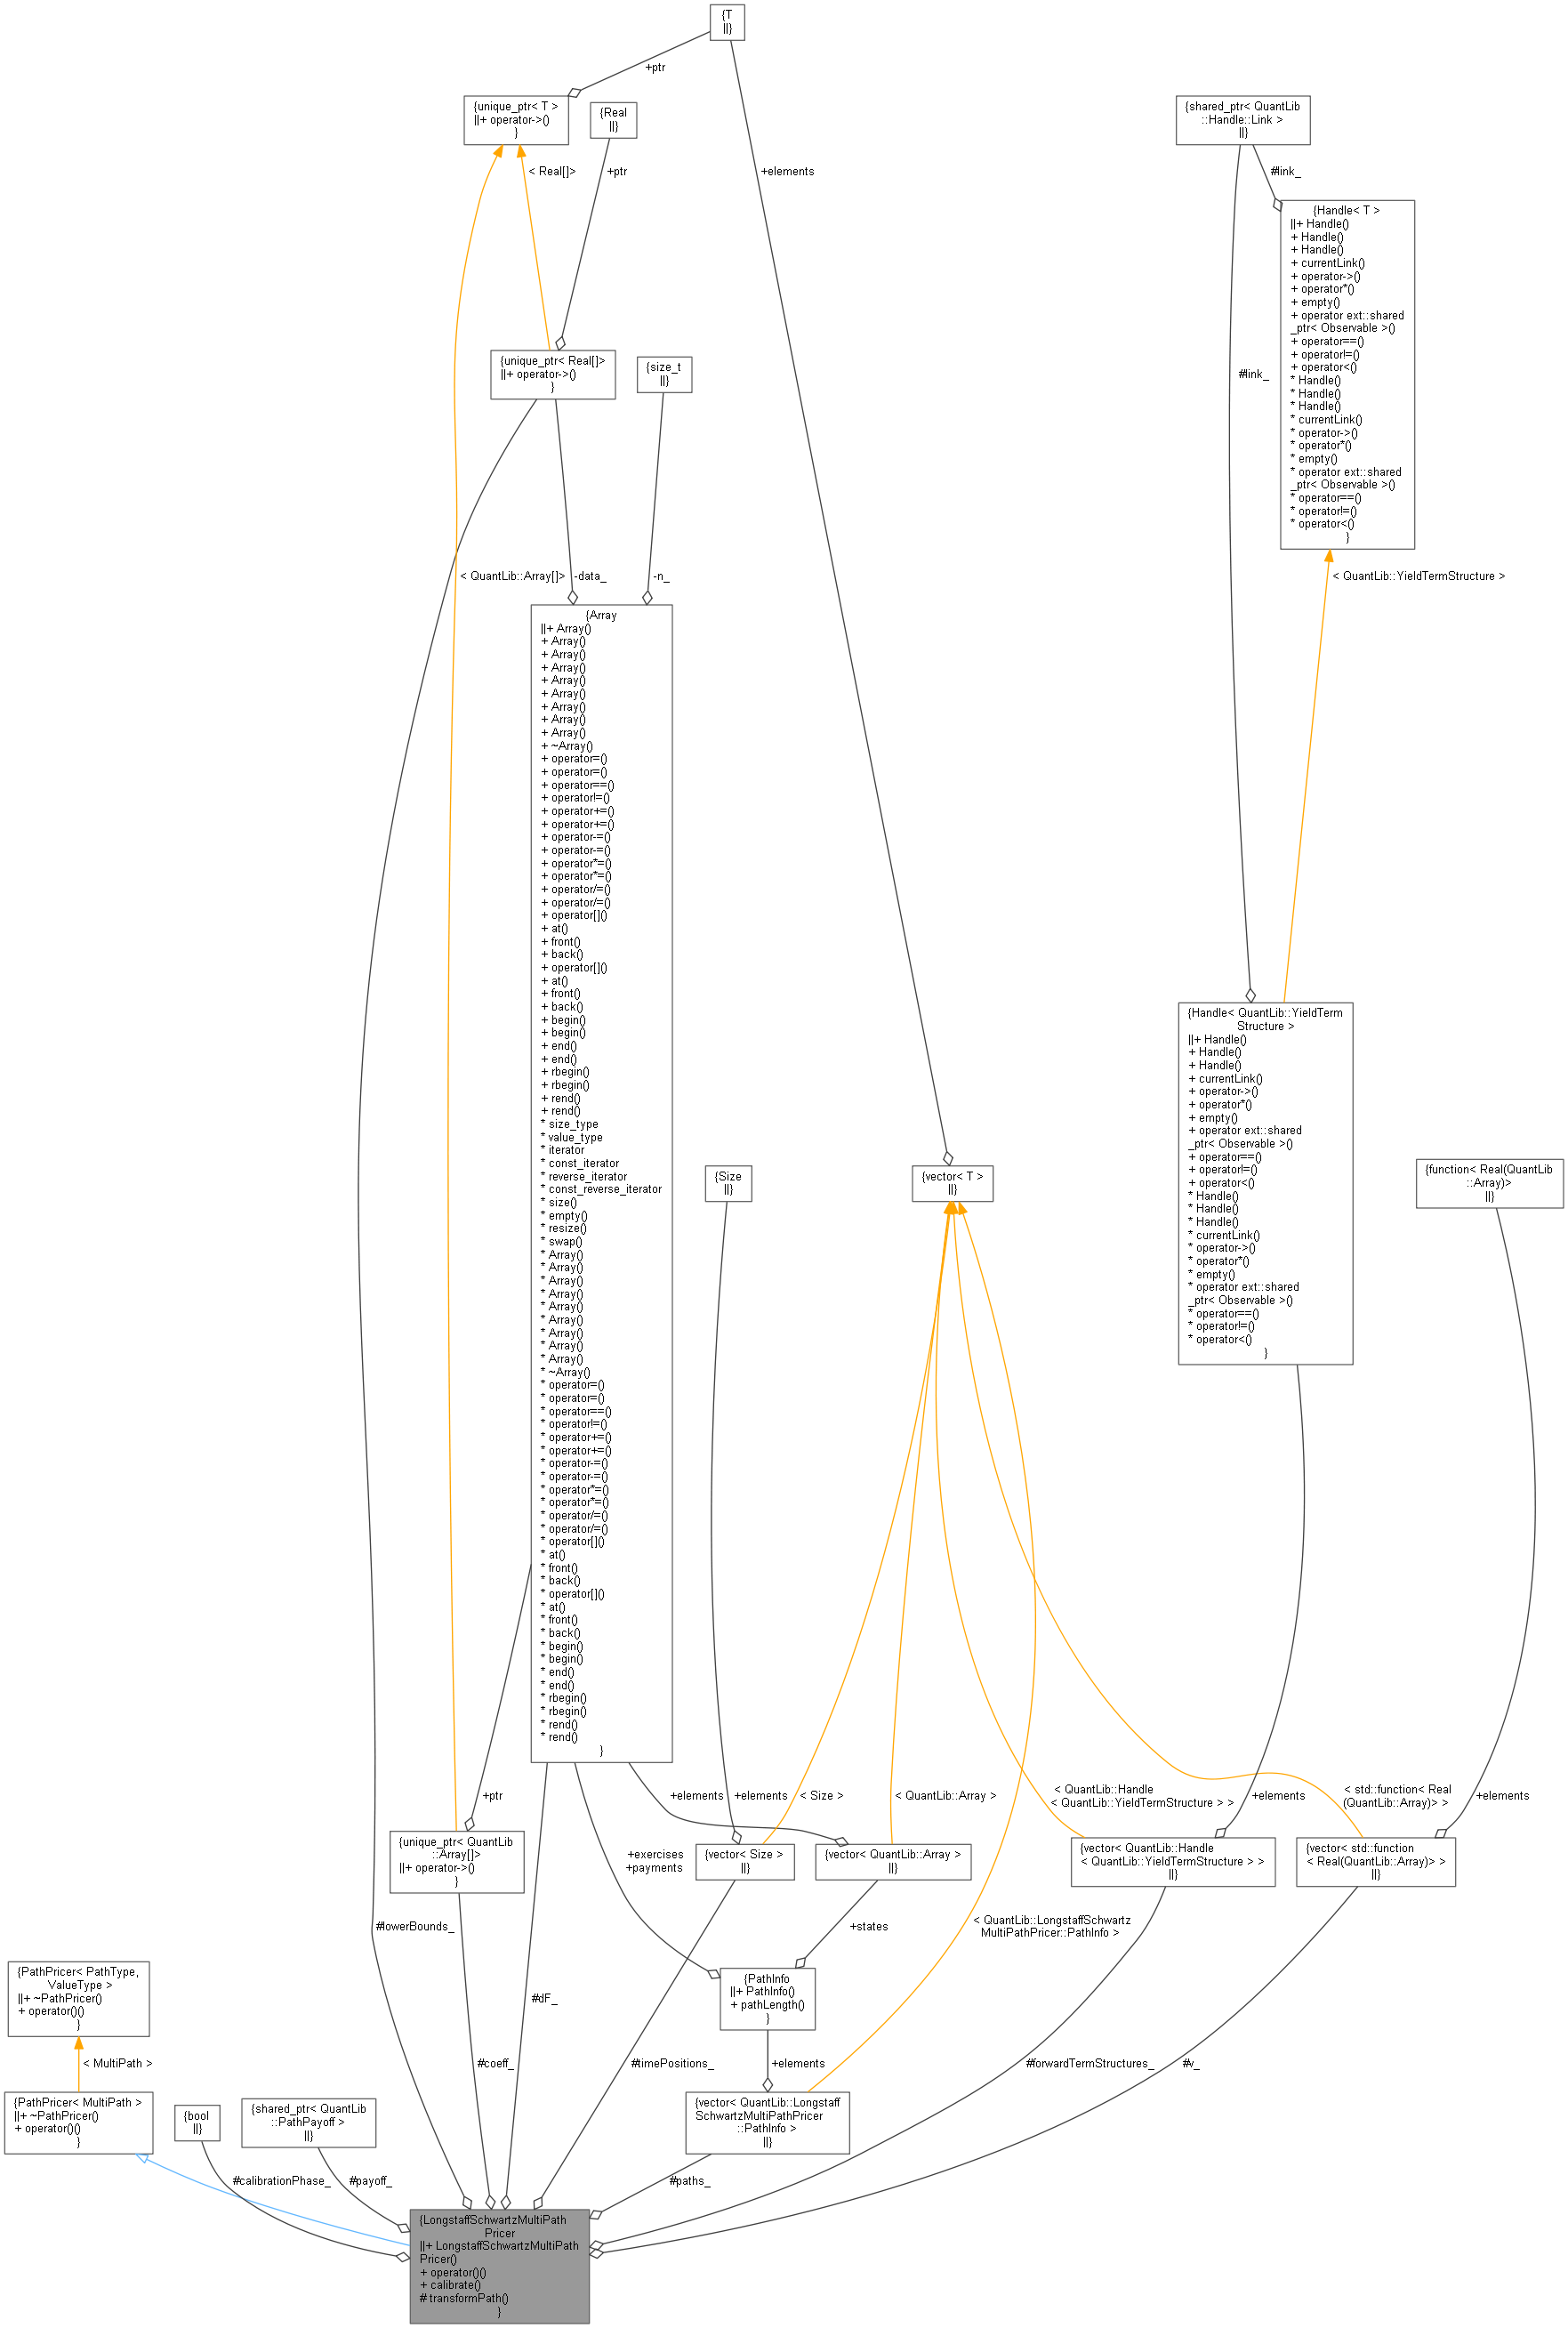 {T
||}
+ptr
{unique_ptr< T >
||+ operator->()
}
{Real
||}
{shared_ptr< QuantLib
::Handle::Link >
||}
< Real[]>
+ptr
+elements
#link_
{Handle< T >
||+ Handle()
+ Handle()
+ Handle()
+ currentLink()
+ operator->()
+ operator*()
+ empty()
+ operator ext::shared
_ptr< Observable >()
+ operator==()
+ operator!=()
+ operator<()
* Handle()
* Handle()
* Handle()
* currentLink()
* operator->()
* operator*()
* empty()
* operator ext::shared
_ptr< Observable >()
* operator==()
* operator!=()
* operator<()
}
#link_
{unique_ptr< Real[]>
||+ operator->()
}
{size_t
||}
< QuantLib::Array[]>
-data_
-n_
< QuantLib::YieldTermStructure >
{Array
||+ Array()
+ Array()
+ Array()
+ Array()
+ Array()
+ Array()
+ Array()
+ Array()
+ Array()
+ ~Array()
+ operator=()
+ operator=()
+ operator==()
+ operator!=()
+ operator+=()
+ operator+=()
+ operator-=()
+ operator-=()
+ operator*=()
+ operator*=()
+ operator/=()
+ operator/=()
+ operator[]()
+ at()
+ front()
+ back()
+ operator[]()
+ at()
+ front()
+ back()
+ begin()
+ begin()
+ end()
+ end()
+ rbegin()
+ rbegin()
+ rend()
+ rend()
* size_type
* value_type
* iterator
* const_iterator
* reverse_iterator
* const_reverse_iterator
* size()
* empty()
* resize()
* swap()
* Array()
* Array()
* Array()
* Array()
* Array()
* Array()
* Array()
* Array()
* Array()
* ~Array()
* operator=()
* operator=()
* operator==()
* operator!=()
* operator+=()
* operator+=()
* operator-=()
* operator-=()
* operator*=()
* operator*=()
* operator/=()
* operator/=()
* operator[]()
* at()
* front()
* back()
* operator[]()
* at()
* front()
* back()
* begin()
* begin()
* end()
* end()
* rbegin()
* rbegin()
* rend()
* rend()
}
{Handle< QuantLib::YieldTerm
Structure >
||+ Handle()
+ Handle()
+ Handle()
+ currentLink()
+ operator->()
+ operator*()
+ empty()
+ operator ext::shared
_ptr< Observable >()
+ operator==()
+ operator!=()
+ operator<()
* Handle()
* Handle()
* Handle()
* currentLink()
* operator->()
* operator*()
* empty()
* operator ext::shared
_ptr< Observable >()
* operator==()
* operator!=()
* operator<()
}
{Size
||}
{vector< T >
||}
{function< Real(QuantLib
::Array)>
||}
+ptr
+elements
+elements
< Size >
< QuantLib::Array >
< QuantLib::Handle
< QuantLib::YieldTermStructure > >
+elements
< std::function< Real
(QuantLib::Array)> >
+elements
{unique_ptr< QuantLib
::Array[]>
||+ operator->()
}
+exercises
+payments
{vector< Size >
||}
{vector< QuantLib::Array >
||}
{vector< QuantLib::Handle
< QuantLib::YieldTermStructure > >
||}
{vector< std::function
< Real(QuantLib::Array)> >
||}
#lowerBounds_
+states
< QuantLib::LongstaffSchwartz
MultiPathPricer::PathInfo >
{PathPricer< PathType,
ValueType >
||+ ~PathPricer()
+ operator()()
}
#dF_
{PathInfo
||+ PathInfo()
+ pathLength()
}
< MultiPath >
#coeff_
#timePositions_
+elements
#forwardTermStructures_
#v_
{PathPricer< MultiPath >
||+ ~PathPricer()
+ operator()()
}
{bool
||}
{shared_ptr< QuantLib
::PathPayoff >
||}
{vector< QuantLib::Longstaff
SchwartzMultiPathPricer
::PathInfo >
||}
#calibrationPhase_
#payoff_
#paths_
{LongstaffSchwartzMultiPath
Pricer
||+ LongstaffSchwartzMultiPath
Pricer()
+ operator()()
+ calibrate()
# transformPath()
}